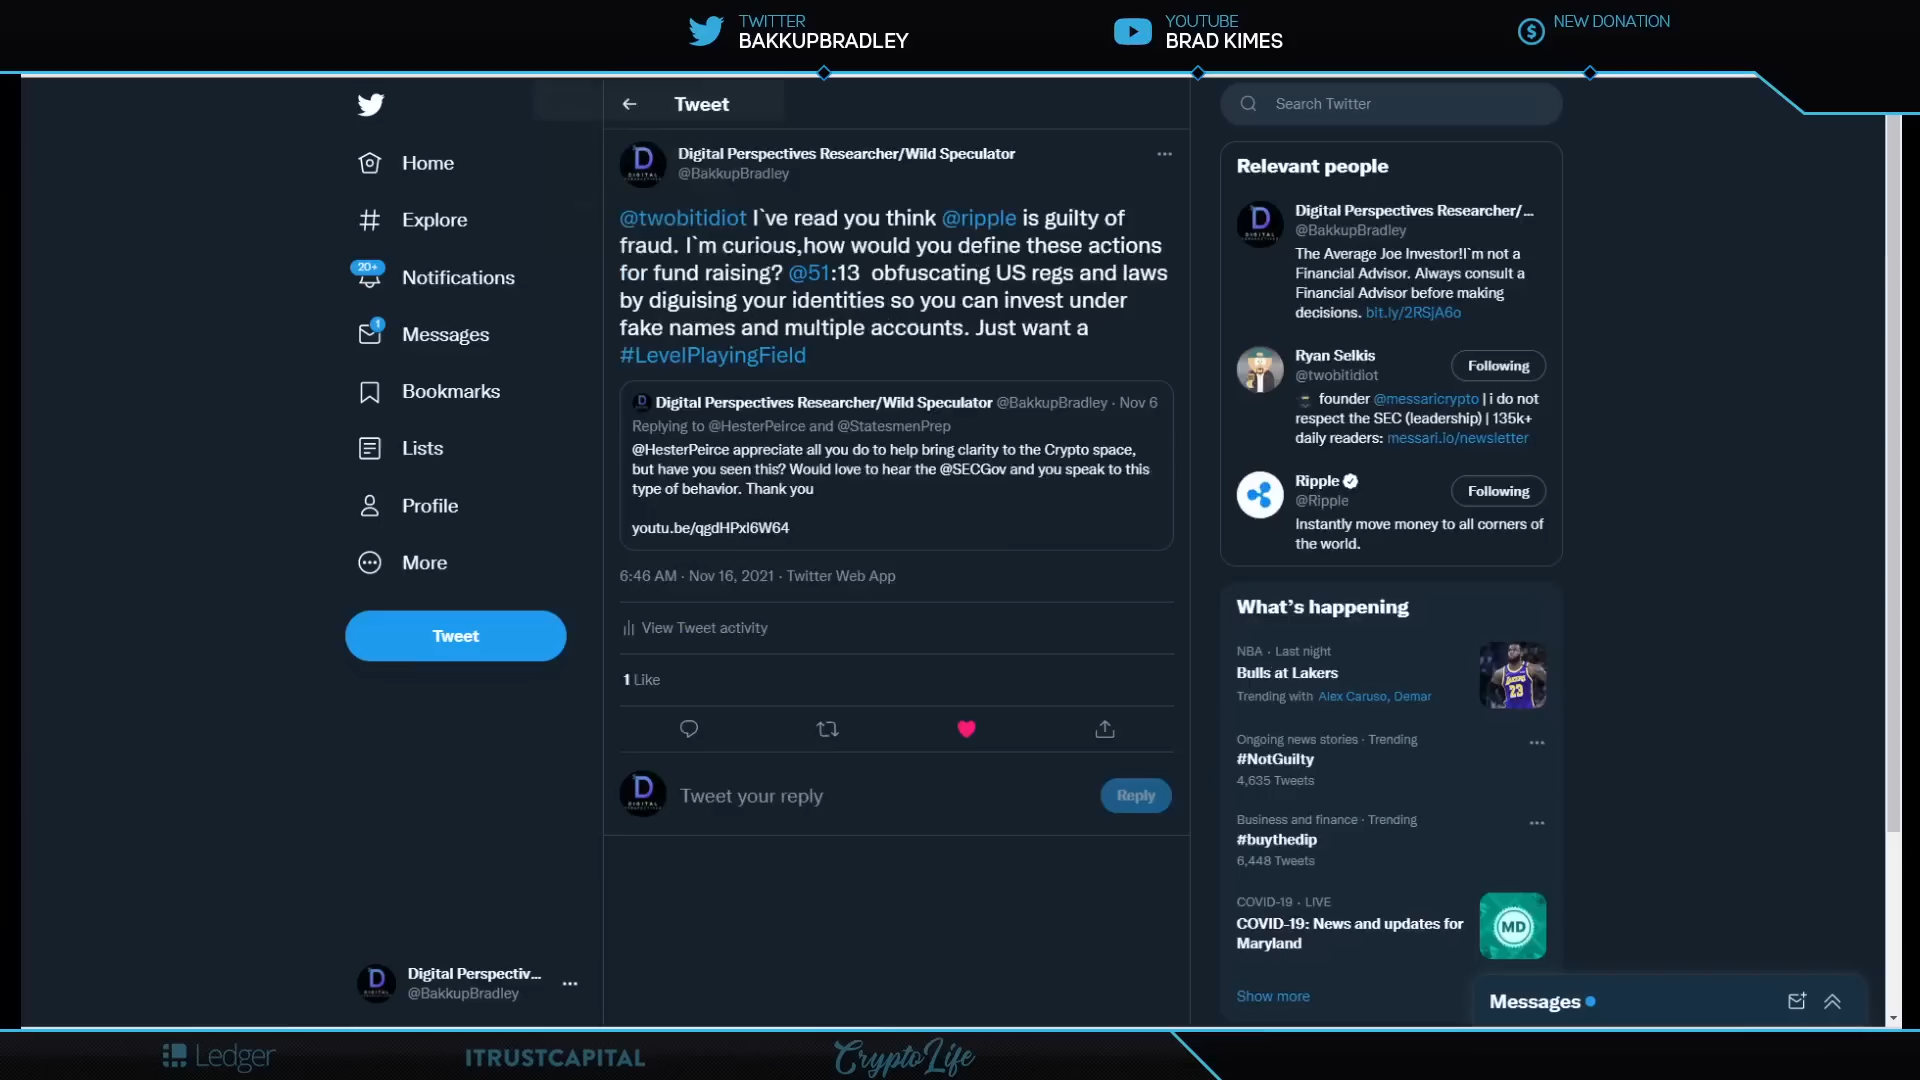 TWITTER
BAKKUPBRADLEY
YOUTUBE
BRAD KIMES
NEW DONATION
Home
Explore
20+
Notifications
1
Messages
Bookmarks
Lists
Profile
More
Tweet
Digital Perspectiv...
@BakkupBradley
Tweet
Digital Perspectives Researcher/Wild Speculator
@BakkupBradley
@twobitidiot I`ve read you think @ripple is guilty of
fraud. I`m curious,how would you define these actions
for fund raising? @51:13 obfuscating US regs and laws
by diguising your identities so you can invest under
fake names and multiple accounts. Just want a
#LevelPlayingField
Digital Perspectives Researcher/Wild Speculator @BakkupBradley · Nov 6
Replying to @HesterPeirce and @StatesmenPrep
@HesterPeirce appreciate all you do to help bring clarity to the Crypto space,
but have you seen this? Would love to hear the @SECGov and you speak to this
type of behavior. Thank you
youtu.be/qgdHPxl6W64
6:46 AM · Nov 16, 2021 · Twitter Web App
View Tweet activity
1 Like
Tweet your reply
Reply
Search Twitter
Relevant people
Digital Perspectives Researcher/...
@BakkupBradley
The Average Joe Investor!I`m not a
Financial Advisor. Always consult a
Financial Advisor before making
decisions. bit.ly/2RSjA6o
Ryan Selkis
@twobitidiot
Following
founder @messaricrypto | i do not
respect the SEC (leadership) | 135k+
daily readers: messari.io/newsletter
Ripple
@Ripple
Following
Instantly move money to all corners of
the world.
What's happening
NBA · Last night
Bulls at Lakers
Trending with Alex Caruso, Demar
Ongoing news stories · Trending
#NotGuilty
4,635 Tweets
Business and finance · Trending
#buythedip
6,448 Tweets
COVID-19 · LIVE
COVID-19: News and updates for
Maryland
MD
Show more
Messages
Ledger
ITRUSTCAPITAL
CryptoLife